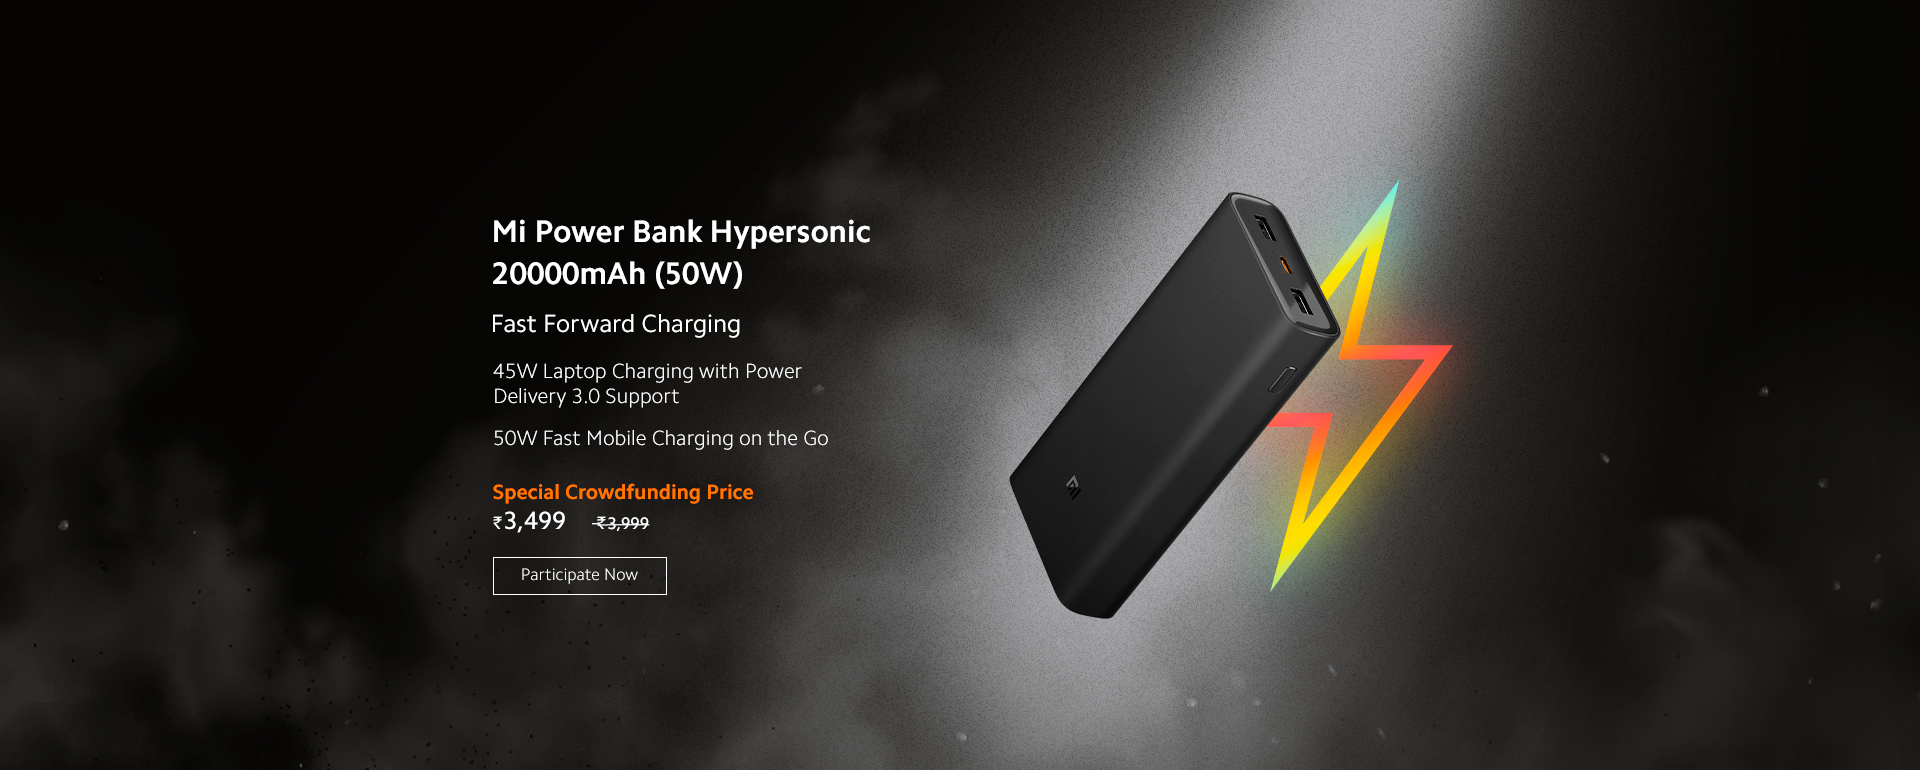 Mi Power Bank Hypersonic
20000mAh (50W)
Fast Forward Charging
45W Laptop Charging with Power
Delivery 3.0 Support
50W Fast Mobile Charging on the Go
Special Crowdfunding Price
₹3,499 ₹3,999
Participate Now